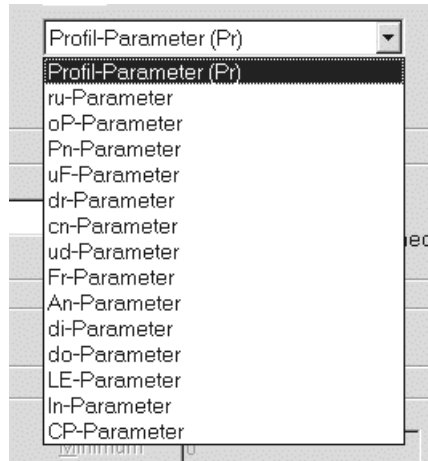 Profil-Parameter (Pr)
Profil-Parameter (Pr)
ru-Parameter
oP-Parameter
Pn-Parameter
uF-Parameter
dr-Parameter
cn-Parameter
ud-Parameter
Fr-Parameter
An-Parameter
di-Parameter
do-Parameter
LE-Parameter
In-Parameter
CP-Parameter
Minimum